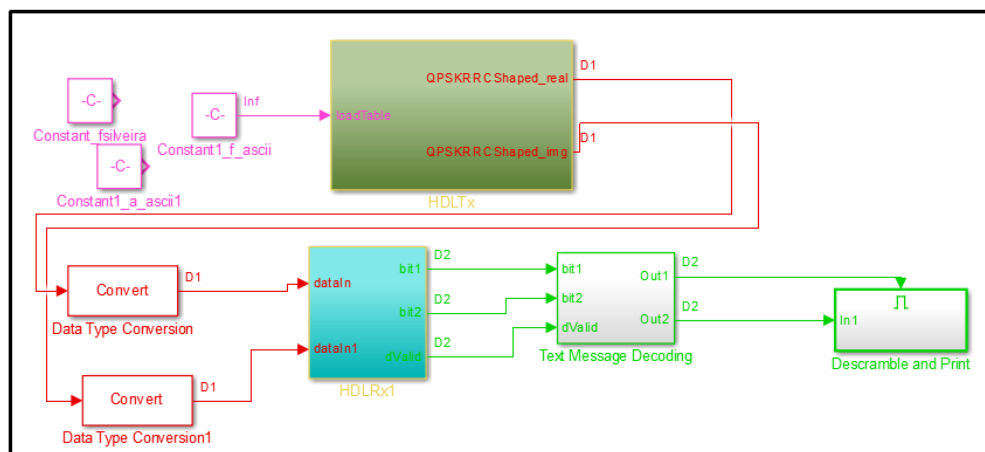 D1
QPSKRRCShaped_real
-C-
Constant_fsilveira
-C-
Inf
Constant1_f_ascii
loadTable
D1
QPSKRRCShaped_img
-C-
Constant1_a_ascii1
HDLTx
Convert
D1
Data Type Conversion
dataIn
bit1
D2
bit2
D2
dataIn1
dValid
D2
HDLRx1
bit1
Out1
D2
bit2
Out2
D2
dValid
Text Message Decoding
In1
Descramble and Print
Convert
D1
Data Type Conversion1